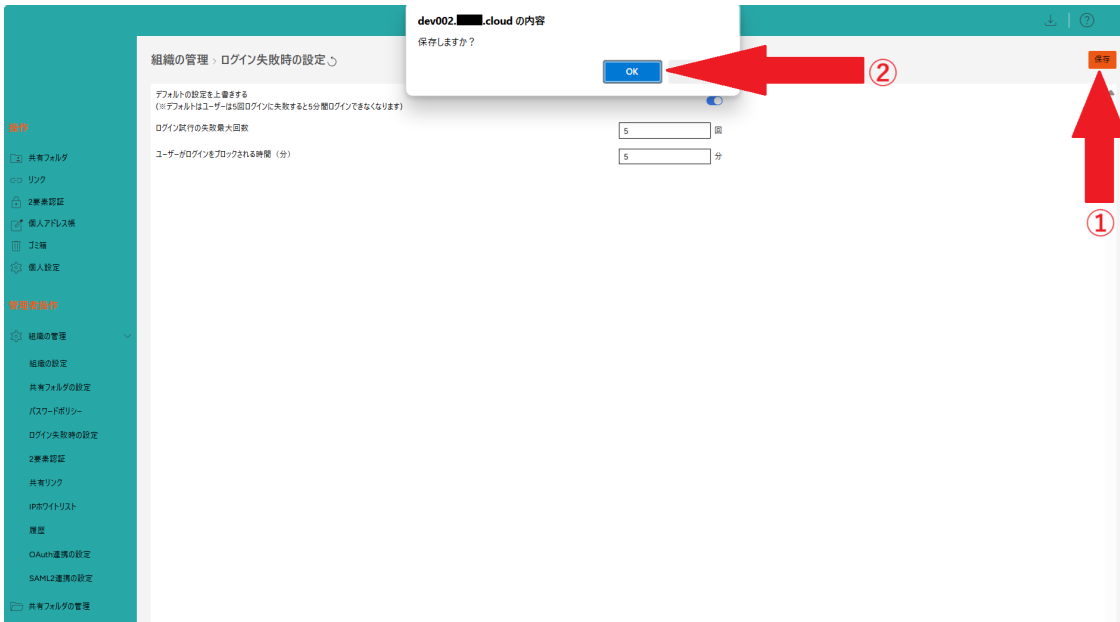 dev002.
.cloud の内容
保存しますか？
OK
②
保存
①
組織の管理 > ログイン失敗時の設定
デフォルトの設定を上書きする
(※デフォルトはユーザーは5回ログインに失敗すると5分間ログインできなくなります)
ログイン試行の失敗最大回数
5 回
ユーザーがログインをブロックされる時間（分）
5 分
操作
共有フォルダ
リンク
2要素認証
個人アドレス帳
ゴミ箱
個人設定
管理者操作
組織の管理
組織の設定
共有フォルダの設定
パスワードポリシー
ログイン失敗時の設定
2要素認証
共有リンク
IPホワイトリスト
履歴
OAuth連携の設定
SAML2連携の設定
共有フォルダの管理